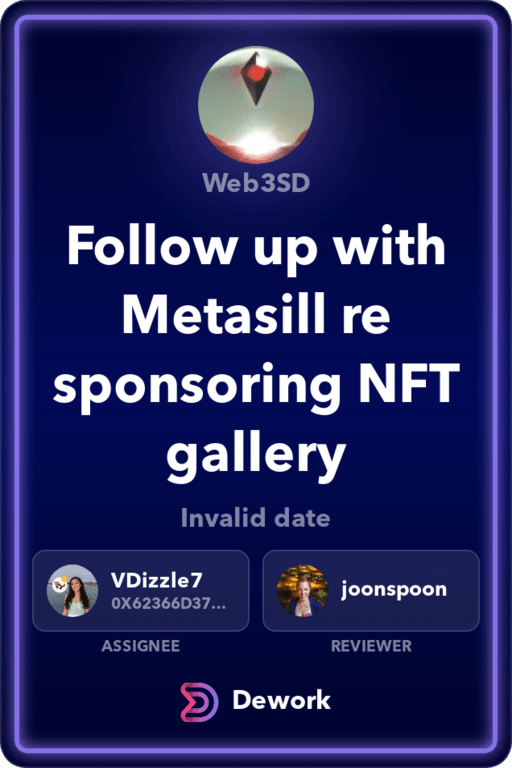 Web3SD
Follow up with
Metasill re
sponsoring NFT
gallery
Invalid date
VDizzle7
0X62366D37...
ASSIGNEE
joonspoon
REVIEWER
Dework